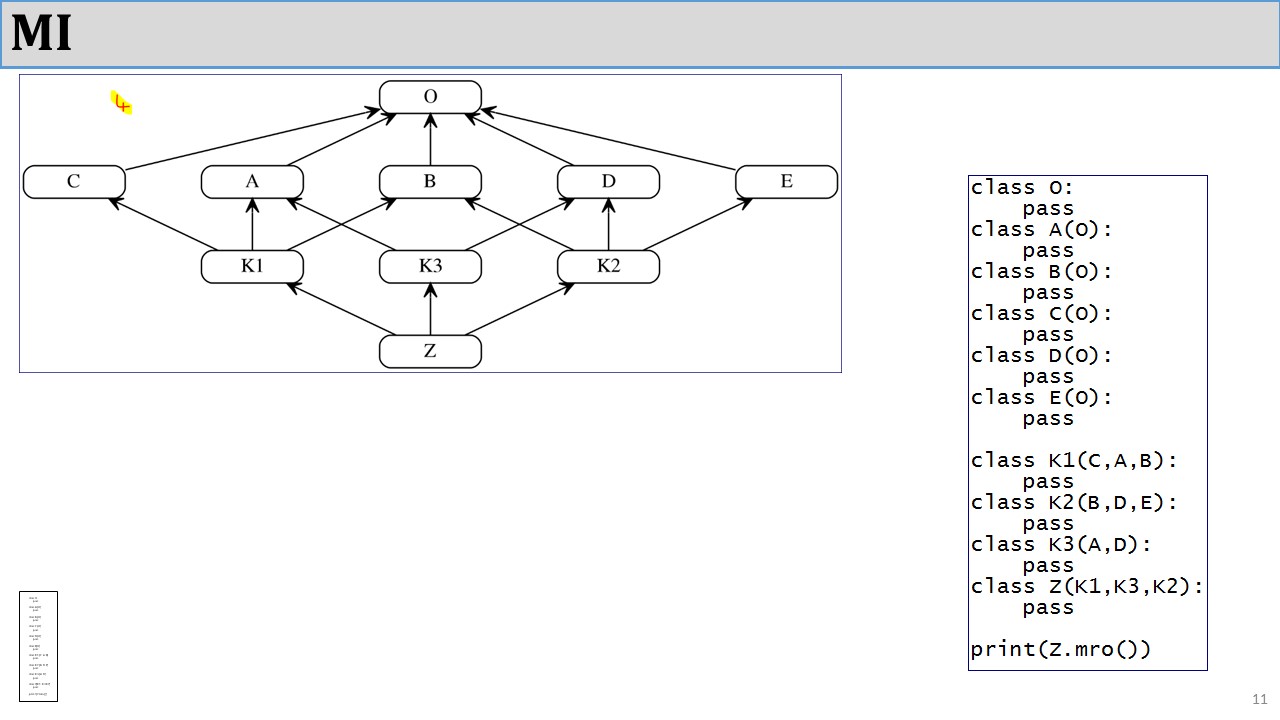 MI
4
O
C A B D E
K1 K3 K2
Z
class O:
pass
class A(O):
pass
class B(O):
pass
class C(O):
pass
class D(O):
pass
class E(O):
pass
class K1(C,A,B):
pass
class K2(B,D,E):
pass
class K3(A,D):
pass
class Z(K1,K3,K2):
pass
print(Z.mro())
11